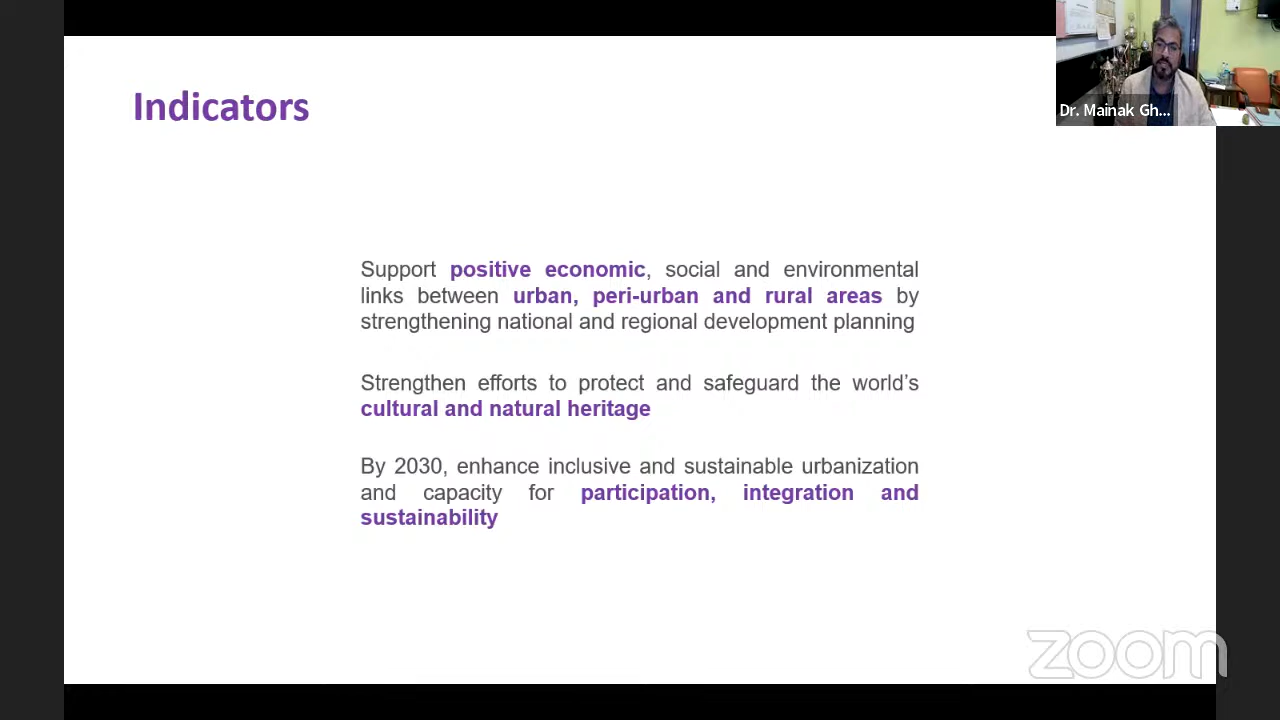 Indicators
Dr. Mainak Gh...
Support positive economic, social and environmental
links between urban, peri-urban and rural areas by
strengthening national and regional development planning
Strengthen efforts to protect and safeguard the world’s
cultural and natural heritage
By 2030, enhance inclusive and sustainable urbanization
and capacity for participation, integration and
sustainability
zoom